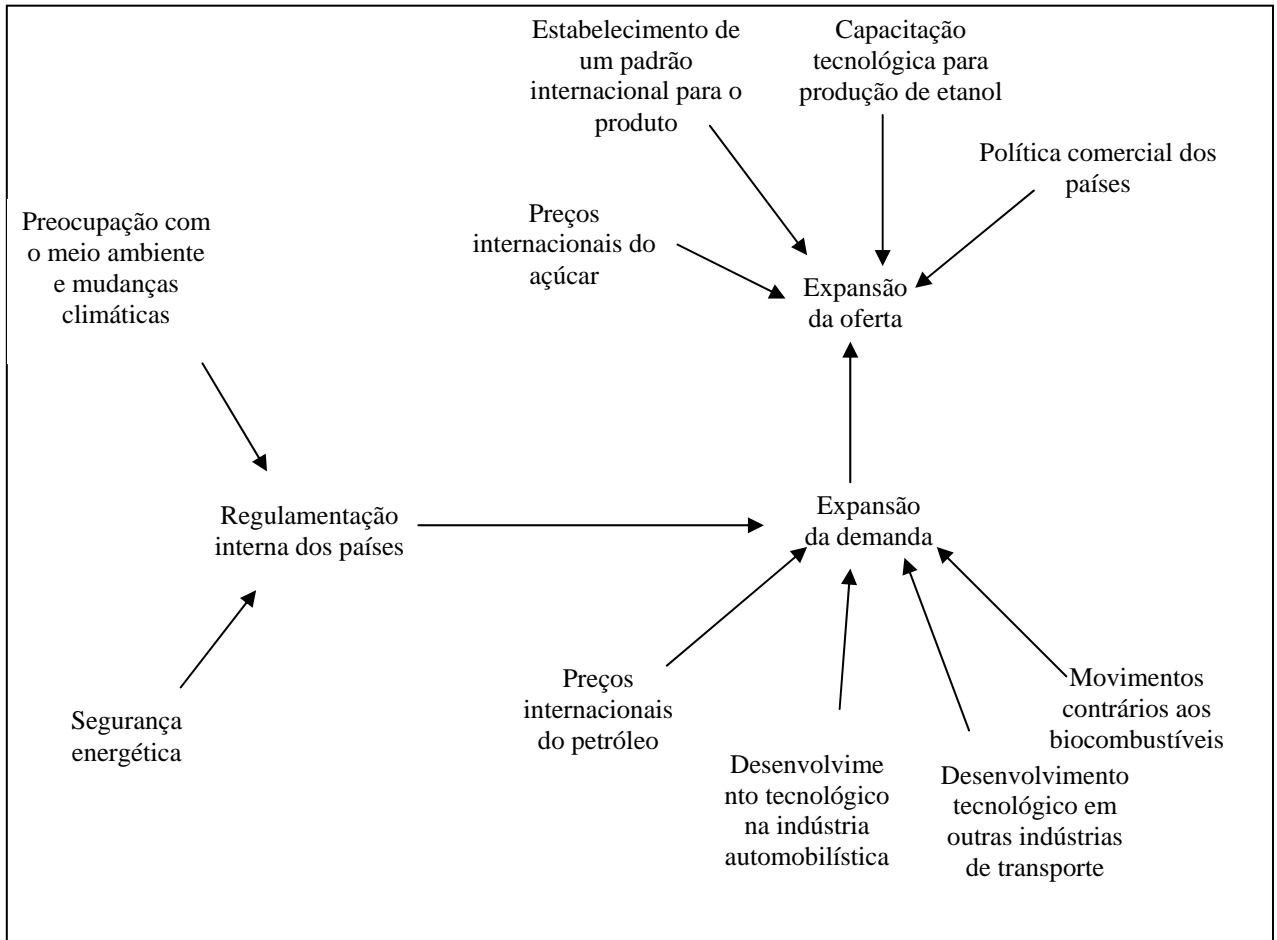 Estabelecimento de
um padrão
internacional para o
produto
Capacitação
tecnológica para
produção de etanol
Política comercial dos
países
Preços
internacionais do
açúcar
Preocupação com
o meio ambiente
e mudanças
climáticas
Expansão
da oferta
Regulamentação
interna dos países
Expansão
da demanda
Segurança
energética
Preços
internacionais
do petróleo
Desenvolvime
nto tecnológico
na indústria
automobilística
Desenvolvimento
tecnológico em
outras indústrias
de transporte
Movimentos
contrários aos
biocombustíveis